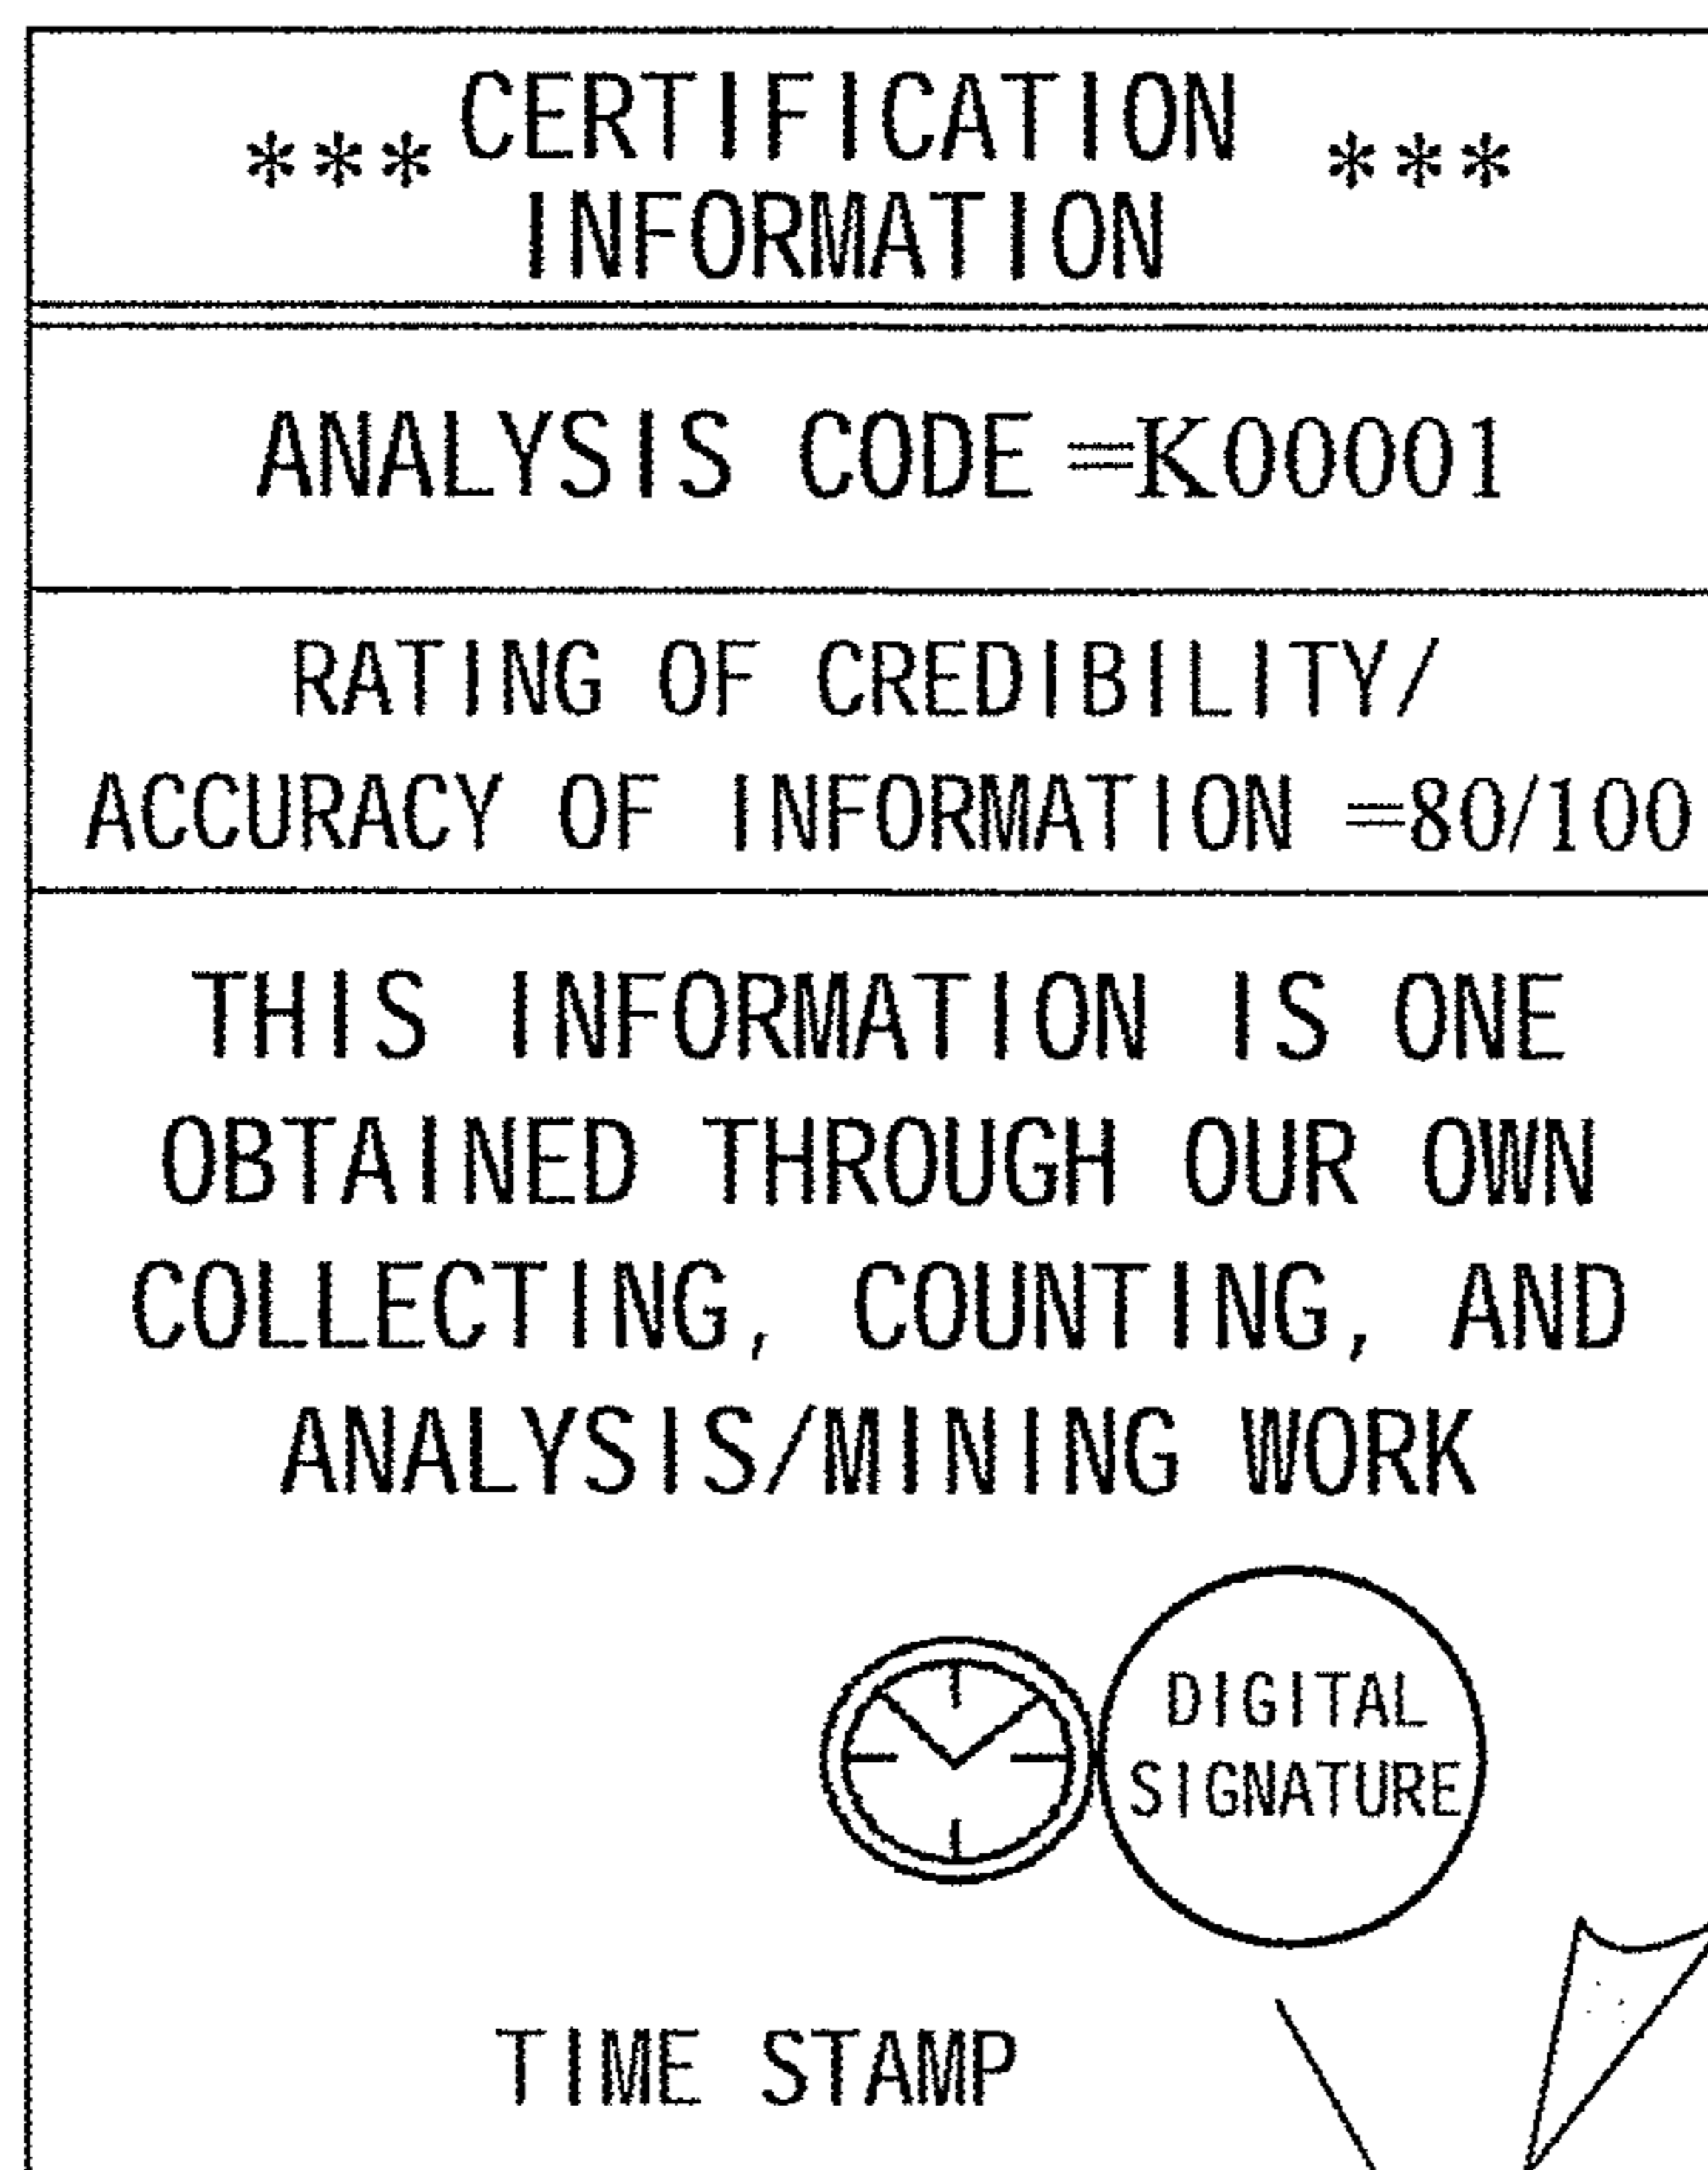 *** CERTIFICATION ***
INFORMATION
ANALYSIS CODE=K00001
RATING OF CREDIBILITY/
ACCURACY OF INFORMATION =80/100
THIS INFORMATION IS ONE
OBTAINED THROUGH OUR OWN
COLLECTING, COUNTING, AND
ANALYSIS/MINING WORK
DIGITAL
SIGNATURE
TIME STAMP